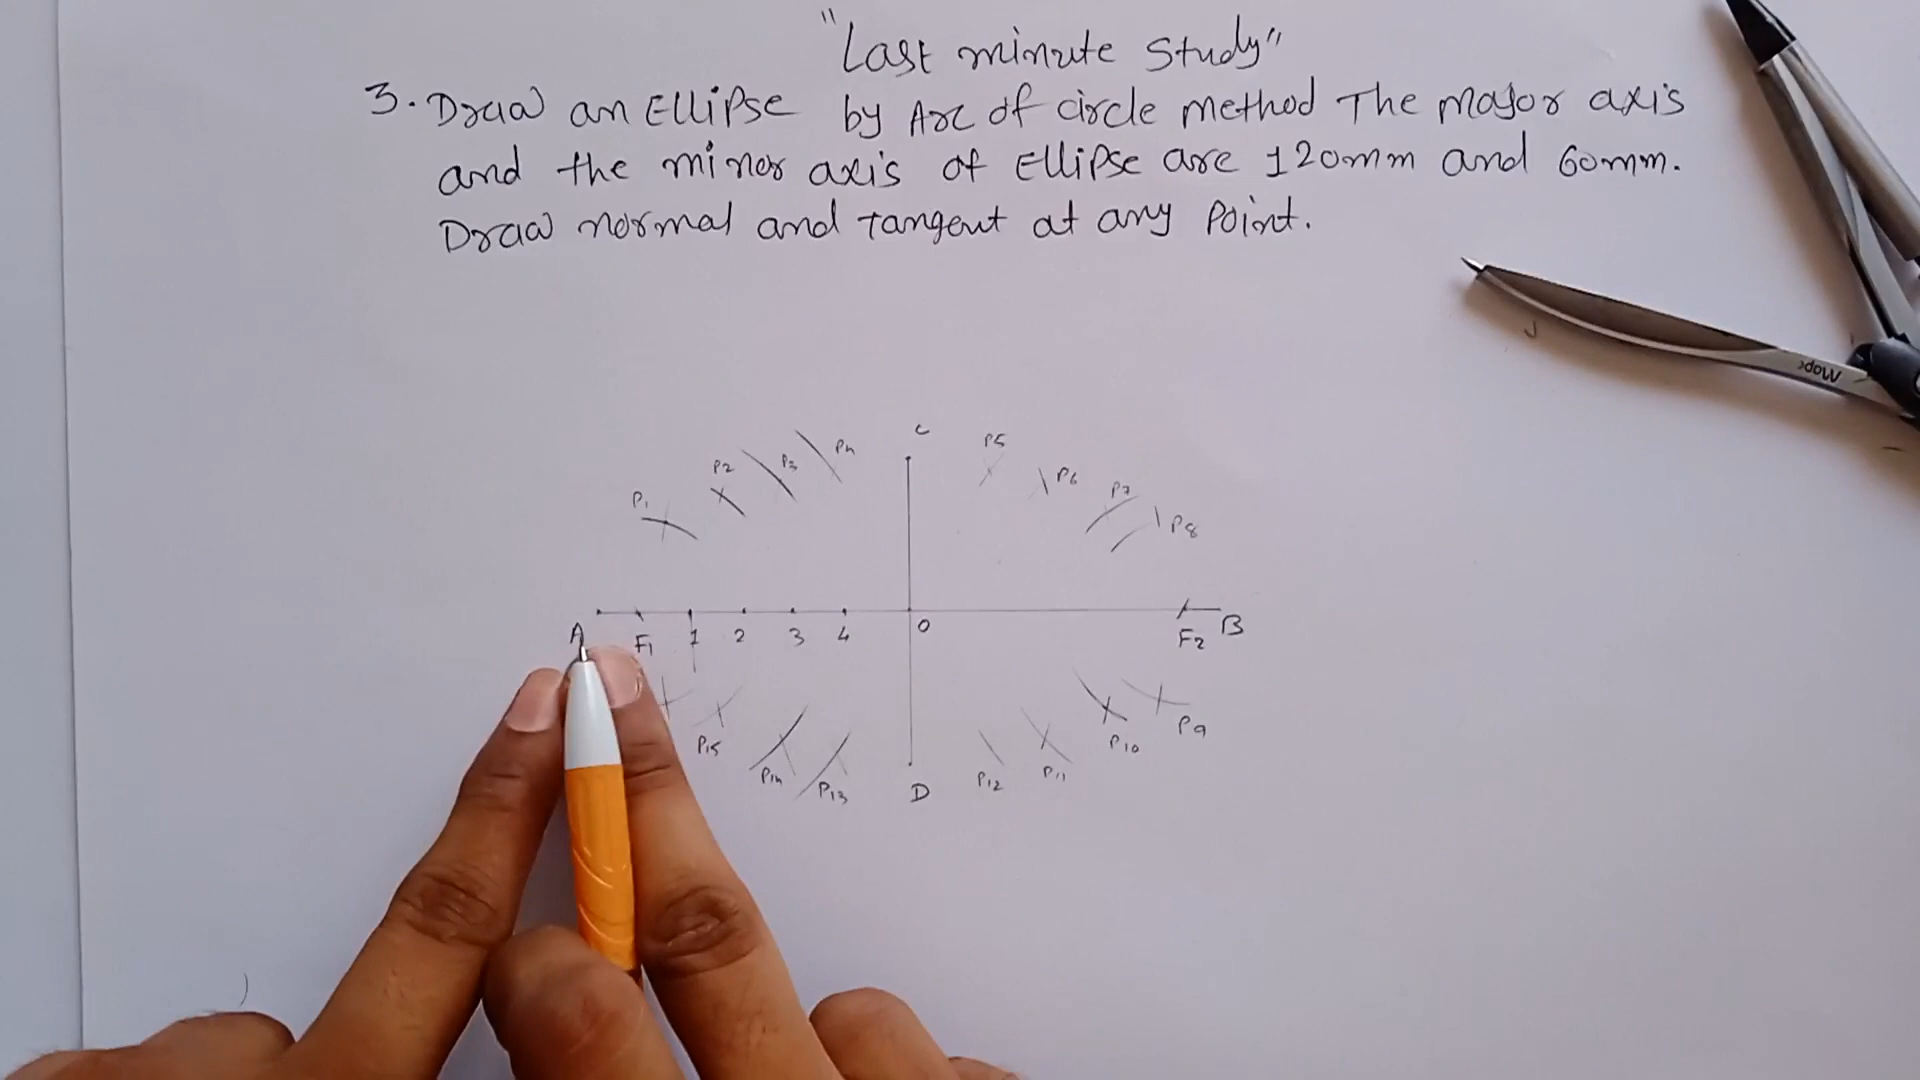 "Last minute Study"
3. Draw an Ellipse by Arc of circle method The major axis
and the minor axis of Ellipse are 120mm and 60mm.
Draw normal and Tangent at any Point.
Maped
C
P1 P2 P3 P4 P5 P6 P7 P8
A F1 1 2 3 4 O F2 B
P15 P14 P13 D P12 P11 P10 P9